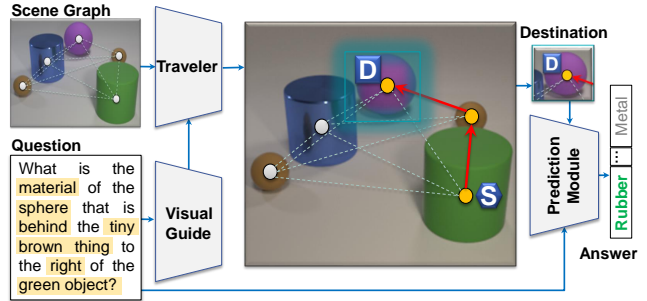 Scene Graph
Traveler
Destination
D
D
S
Question
What is the
material of the
sphere that is
behind the tiny
brown thing to
the right of the
green object?
Visual
Guide
Prediction
Module
Rubber ... Metal
Answer